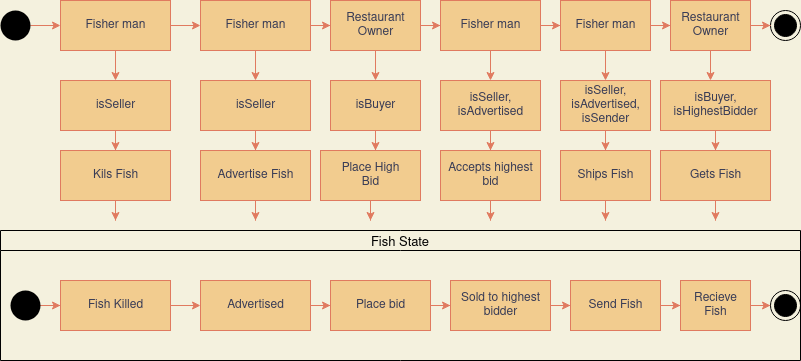 Fisher man
Fisher man
Restaurant
Owner
Fisher man
Fisher man
Restaurant
Owner
isSeller
isSeller
isBuyer
isSeller,
isAdvertised
isSeller,
isAdvertised,
isSender
isBuyer,
isHighestBidder
Kils Fish
Advertise Fish
Place High
Bid
Accepts highest
bid
Ships Fish
Gets Fish
Fish State
Fish Killed
Advertised
Place bid
Sold to highest
bidder
Send Fish
Recieve
Fish